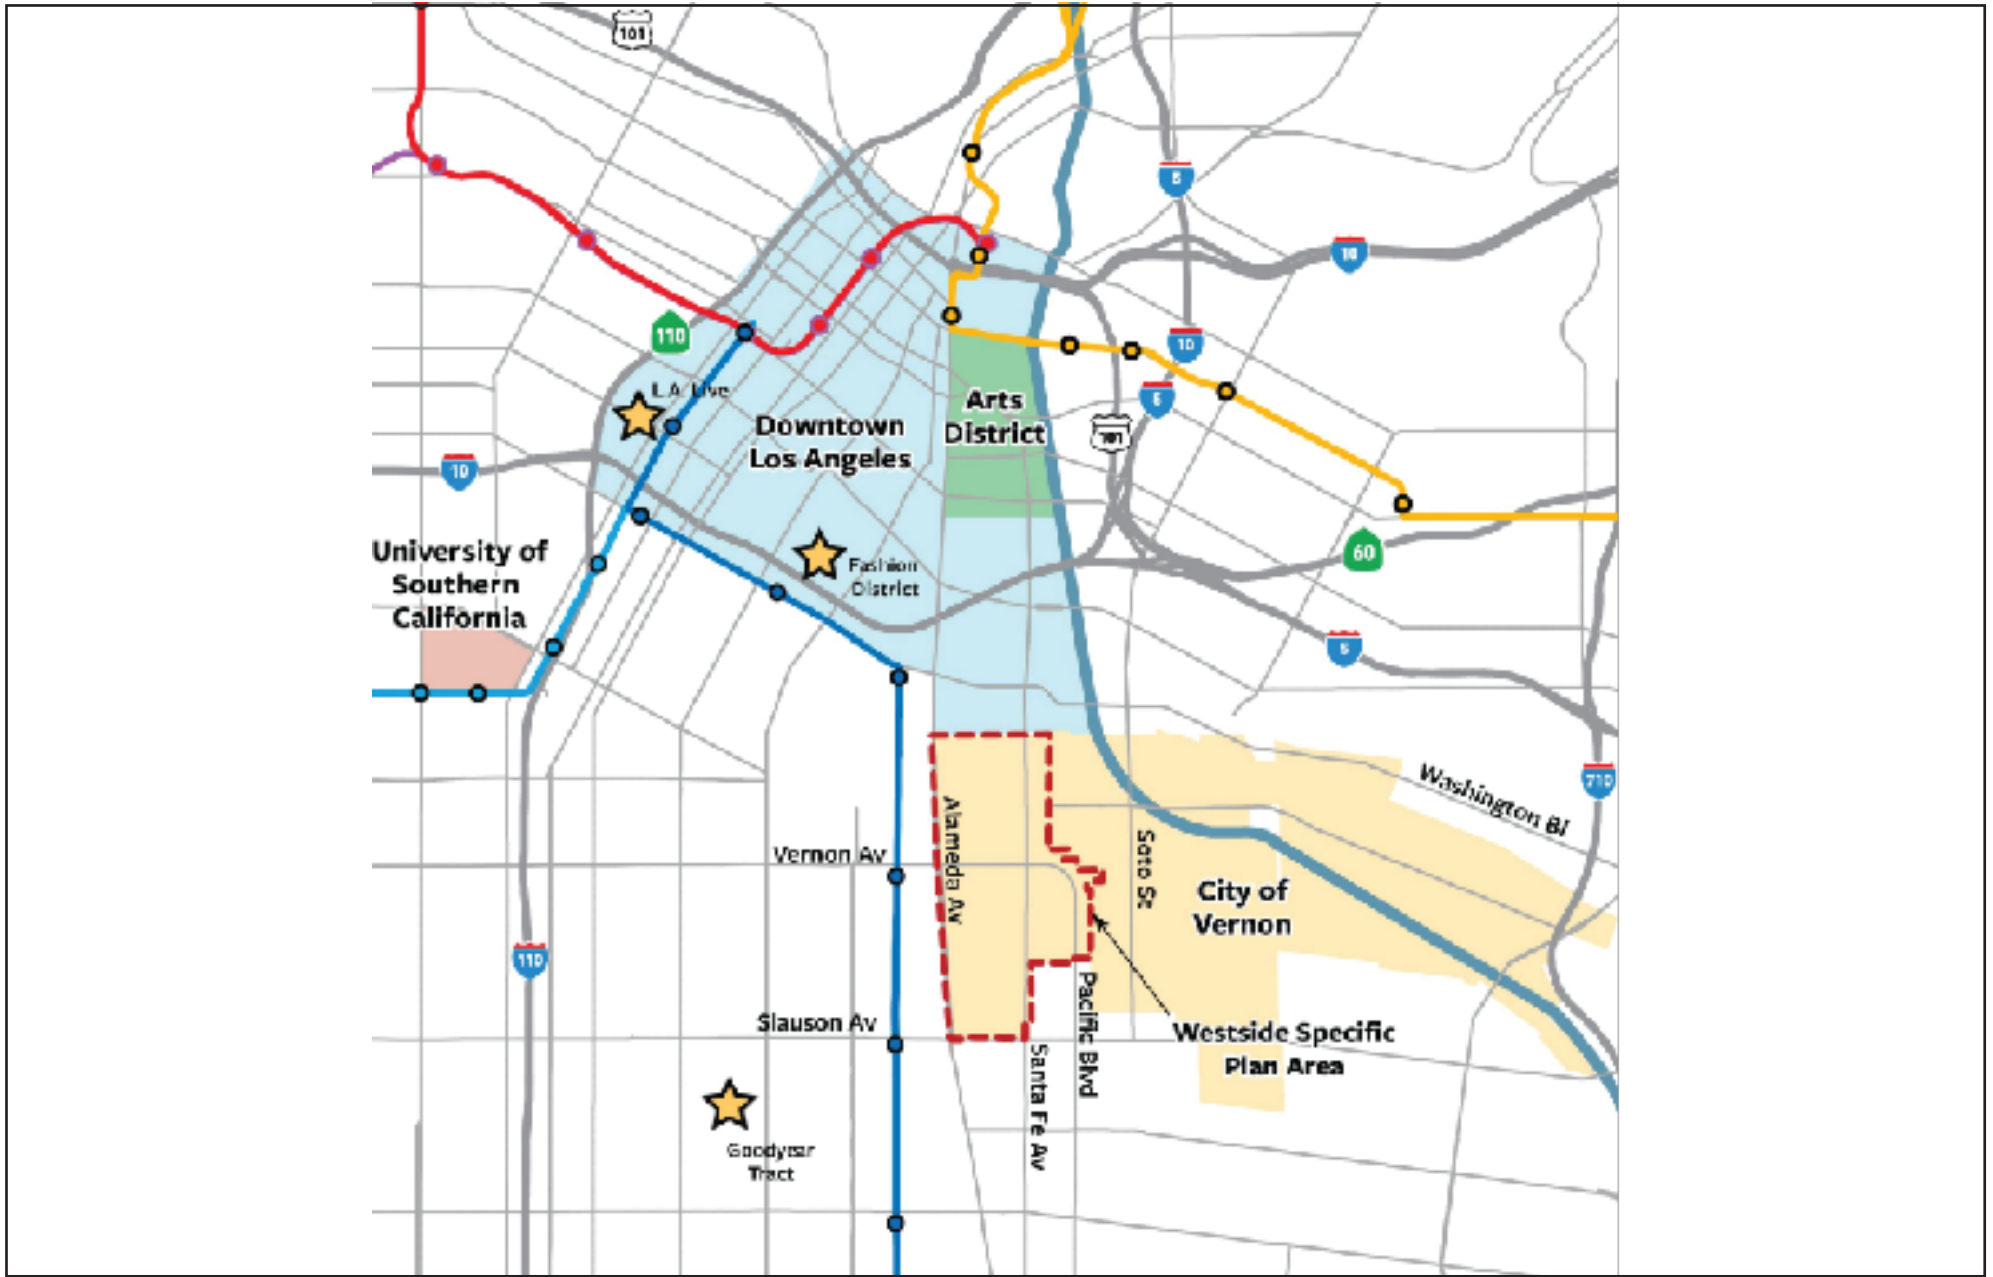 101
5
10
110
L.A. Live
10
5
Arts
District
101
Downtown
Los Angeles
10
60
University of
Southern
California
Fashion
District
5
710
Washington Bl
Alameda Av
Soto St
Vernon Av
City of
Vernon
110
Pacific Blvd
Slauson Av
Westside Specific
Plan Area
Santa Fe Av
Goodyear
Tract